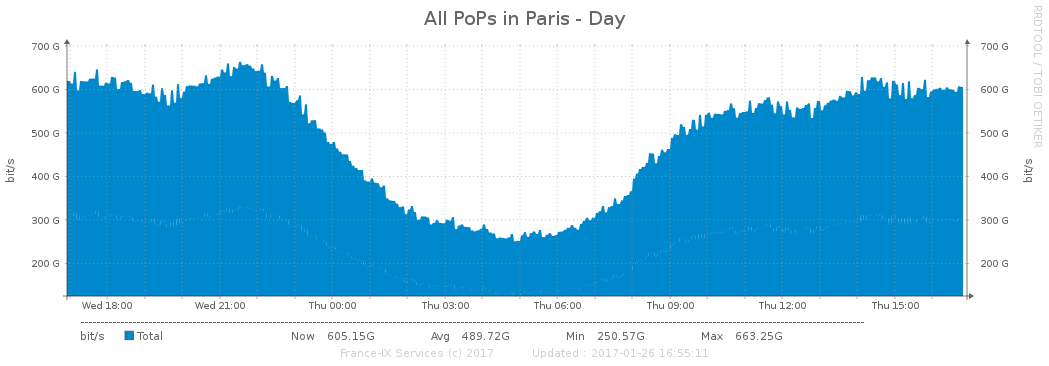 All PoPs in Paris - Day
RRDTOOL / TOBI OETIKER
700 G 700 G
600 G 600 G
500 G 500 G
400 G 400 G
300 G 300 G
200 G 200 G
bit/s bit/s
Wed 18:00 Wed 21:00 Thu 00:00 Thu 03:00 Thu 06:00 Thu 09:00 Thu 12:00 Thu 15:00
bit/s Total Now 605.15G Avg 489.72G Min 250.57G Max 663.25G
France-IX Services (c) 2017 Updated : 2017-01-26 16:55:11